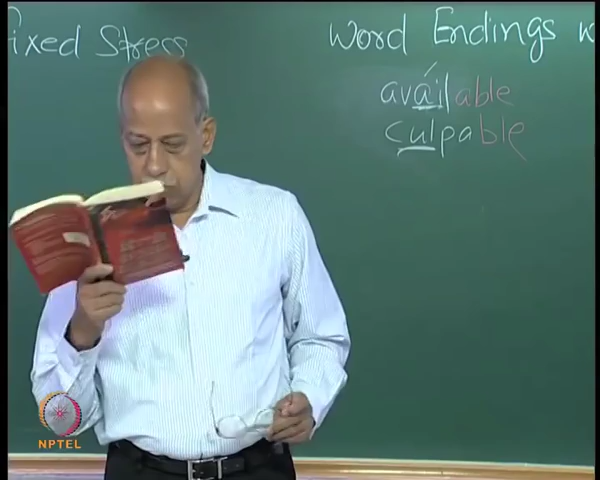 ixed Stress
Word Endings w
available
culpable
NPTEL